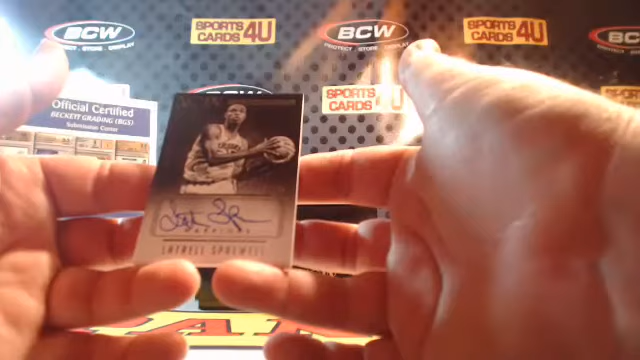 BCW
PROTECT · STORE · DISPLAY
SPORTS
CARDS 4U
BCW
PROTECT · STORE · DISPLAY
SPORTS
CARDS 4U
BCW
SPORTS
CARDS 4U
Official Certified
BECKETT GRADING (BGS)
Submission Center
WARRIORS
LATRELL SPREWELL